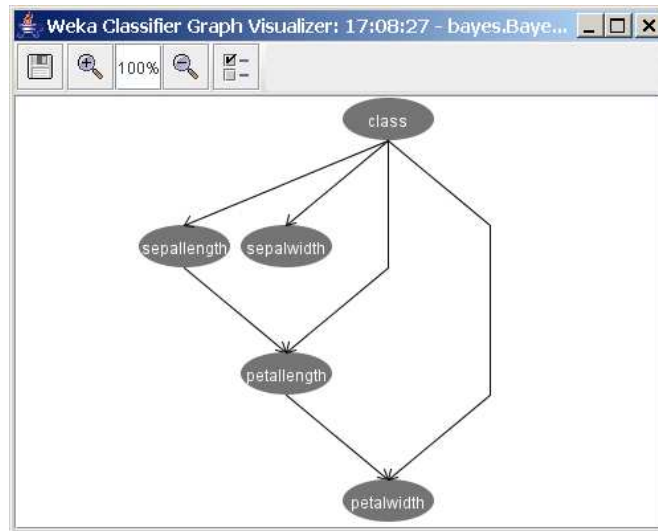 Weka Classifier Graph Visualizer: 17:08:27 - bayes.Baye...
100%
class
sepallength sepalwidth
petallength
petalwidth